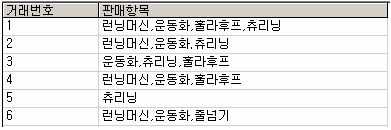 거래번호 판매항목
1 런닝머신,운동화,훌라후프,츄리닝
2 런닝머신,운동화,츄리닝
3 운동화,츄리닝,훌라후프
4 런닝머신,운동화,훌라후프
5 츄리닝
6 런닝머신,운동화,줄넘기